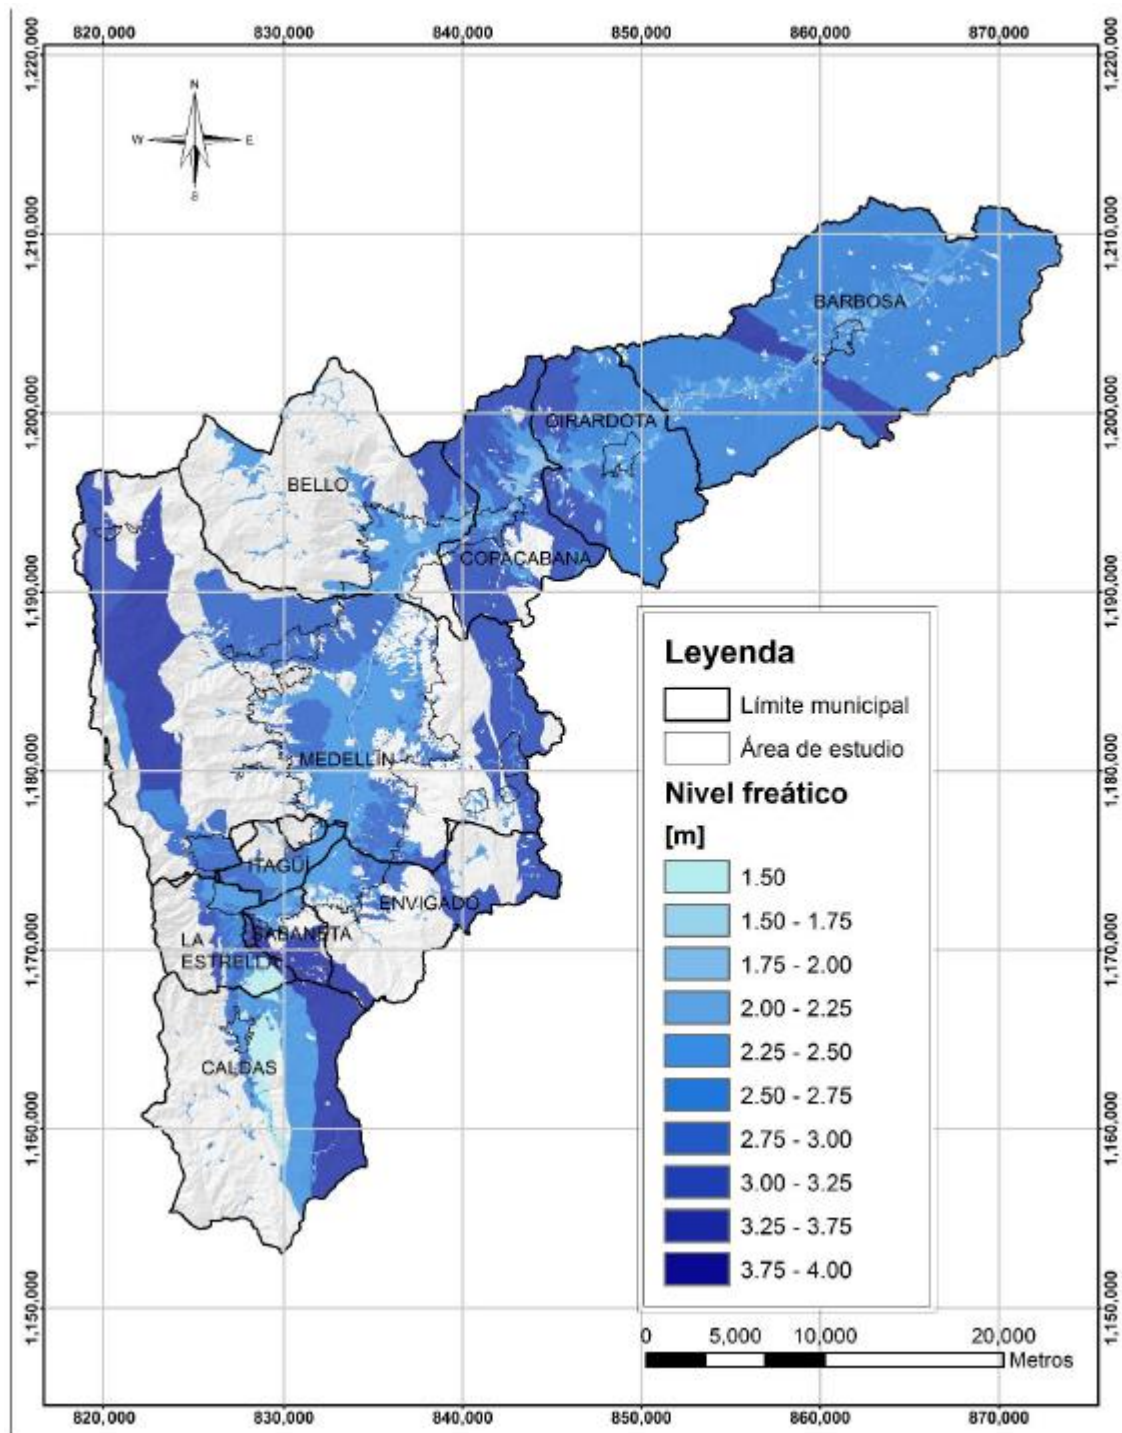 820,000 830,000 840,000 850,000 860,000 870,000
1,220,000 1,220,000
N
W E
S
1,210,000 1,210,000
BARBOSA
1,200,000 1,200,000
GIRARDOTA
BELLO
COPACABANA
1,190,000 1,190,000
MEDELLÍN
1,180,000 1,180,000
ITAGÜÍ
ENVIGADO
SABANETA
LA
ESTRELLA
1,170,000 1,170,000
CALDAS
1,160,000 1,160,000
1,150,000 1,150,000
Leyenda
Límite municipal
Área de estudio
Nivel freático
[m]
1.50
1.50 - 1.75
1.75 - 2.00
2.00 - 2.25
2.25 - 2.50
2.50 - 2.75
2.75 - 3.00
3.00 - 3.25
3.25 - 3.75
3.75 - 4.00
0 5,000 10,000 20,000
Metros
820,000 830,000 840,000 850,000 860,000 870,000